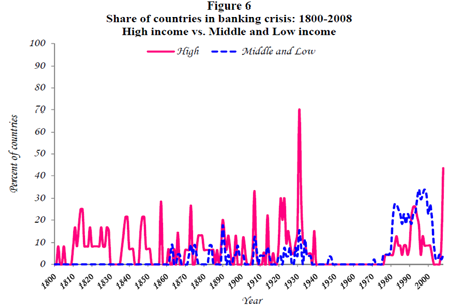 Figure 6
Share of countries in banking crisis: 1800-2008
High income vs. Middle and Low income
High Middle and Low
Percent of countries
100
90
80
70
60
50
40
30
20
10
0
1800 1810 1820 1830 1840 1850 1860 1870 1880 1890 1900 1910 1920 1930 1940 1950 1960 1970 1980 1990 2000
Year